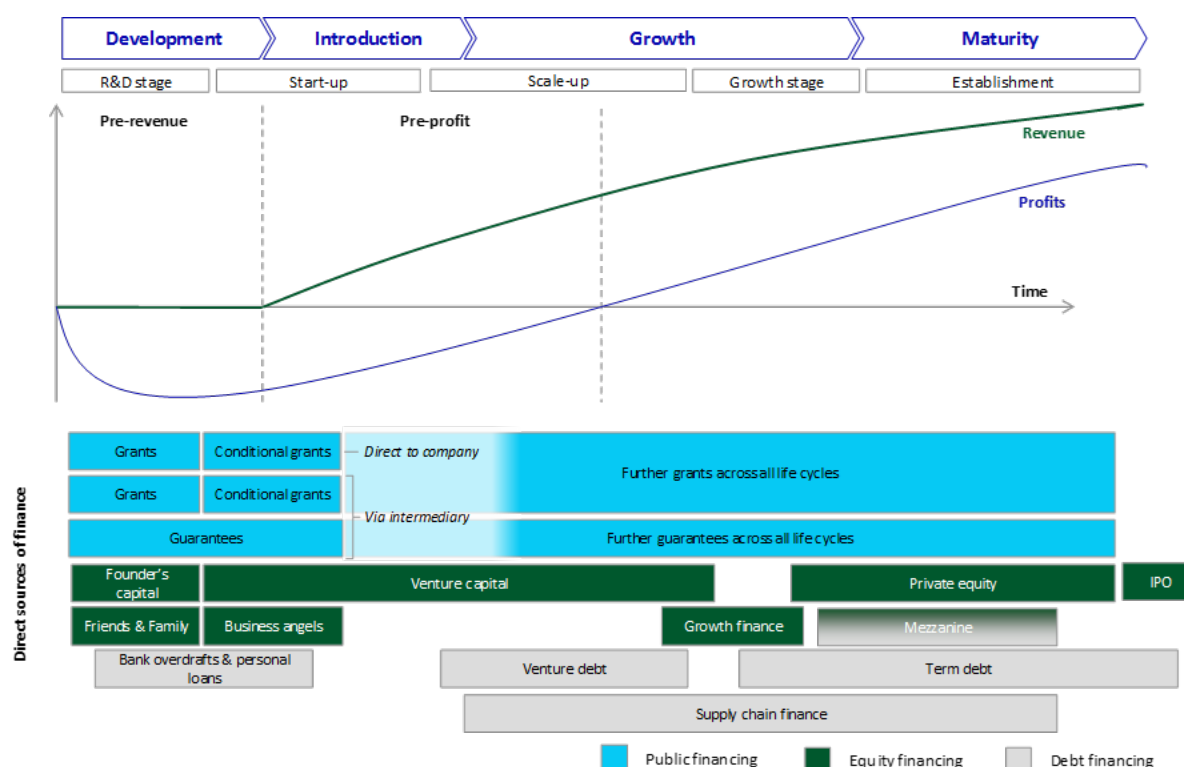 Development
Introduction
Growth
Maturity
R&D stage
Start-up
Scale-up
Growth stage
Establishment
Pre-revenue
Pre-profit
Revenue
Profits
Time
Direct sources of finance
Grants
Conditional grants
Direct to company
Further grants across all life cycles
Grants
Conditional grants
Via intermediary
Guarantees
Further guarantees across all life cycles
Founder's
capital
Venture capital
Private equity
IPO
Friends & Family
Business angels
Growth finance
Mezzanine
Bank overdrafts & personal
loans
Venture debt
Term debt
Supply chain finance
Public financing
Equity financing
Debt financing